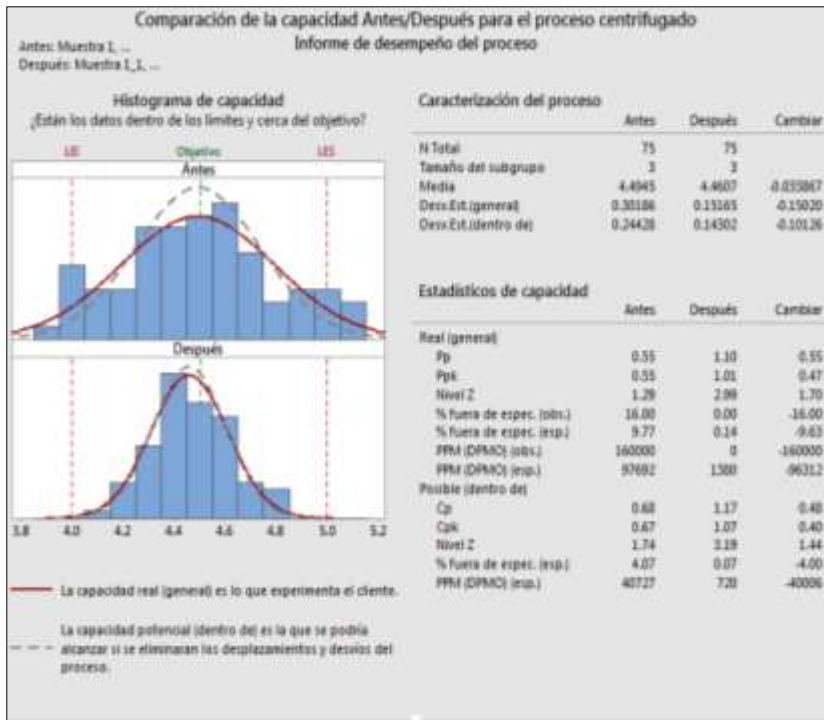 Comparación de la capacidad Antes/Después para el proceso centrifugado
Informe de desempeño del proceso
Antes: Muestra 1, ...
Después: Muestra 1_1, ...
Histograma de capacidad
¿Están los datos dentro de los límites y cerca del objetivo?
LEI Objetivo LES
Antes
Después
3.8 4.0 4.2 4.4 4.6 4.8 5.0 5.2
La capacidad real (general) es lo que experimenta el cliente.
La capacidad potencial (dentro de) es la que se podría
alcanzar si se eliminaran los desplazamientos y desvíos del
proceso.
Caracterización del proceso
Antes Después Cambiar
N Total 75 75
Tamaño del subgrupo 3 3
Media 4.4945 4.4607 -0.033867
Desv.Est.(general) 0.30186 0.15165 -0.15020
Desv.Est.(dentro de) 0.24428 0.14302 -0.10126
Estadísticos de capacidad
Antes Después Cambiar
Real (general)
Pp 0.55 1.10 0.55
Ppk 0.55 1.01 0.47
Nivel Z 1.29 2.99 1.70
% fuera de espec. (obs.) 16.00 0.00 -16.00
% fuera de espec. (esp.) 9.77 0.14 -9.63
PPM (DPMO) (obs.) 160000 0 -160000
PPM (DPMO) (esp.) 97692 1380 -96312
Posible (dentro de)
Cp 0.68 1.17 0.48
Cpk 0.67 1.07 0.40
Nivel Z 1.74 3.19 1.44
% fuera de espec. (esp.) 4.07 0.07 -4.00
PPM (DPMO) (esp.) 40727 720 -40006